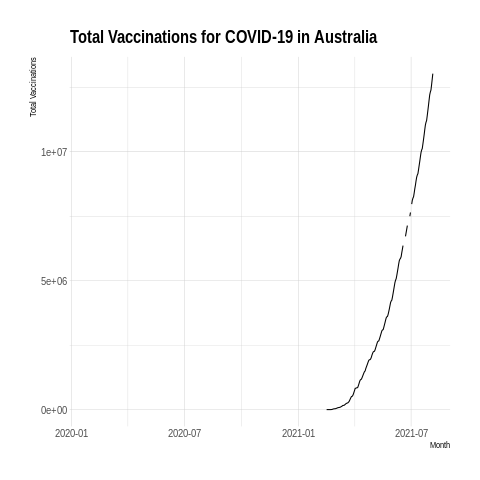 Total Vaccinations for COVID-19 in Australia
Total Vaccinations
1e+07
5e+06
0e+00
2020-01 2020-07 2021-01 2021-07
Month